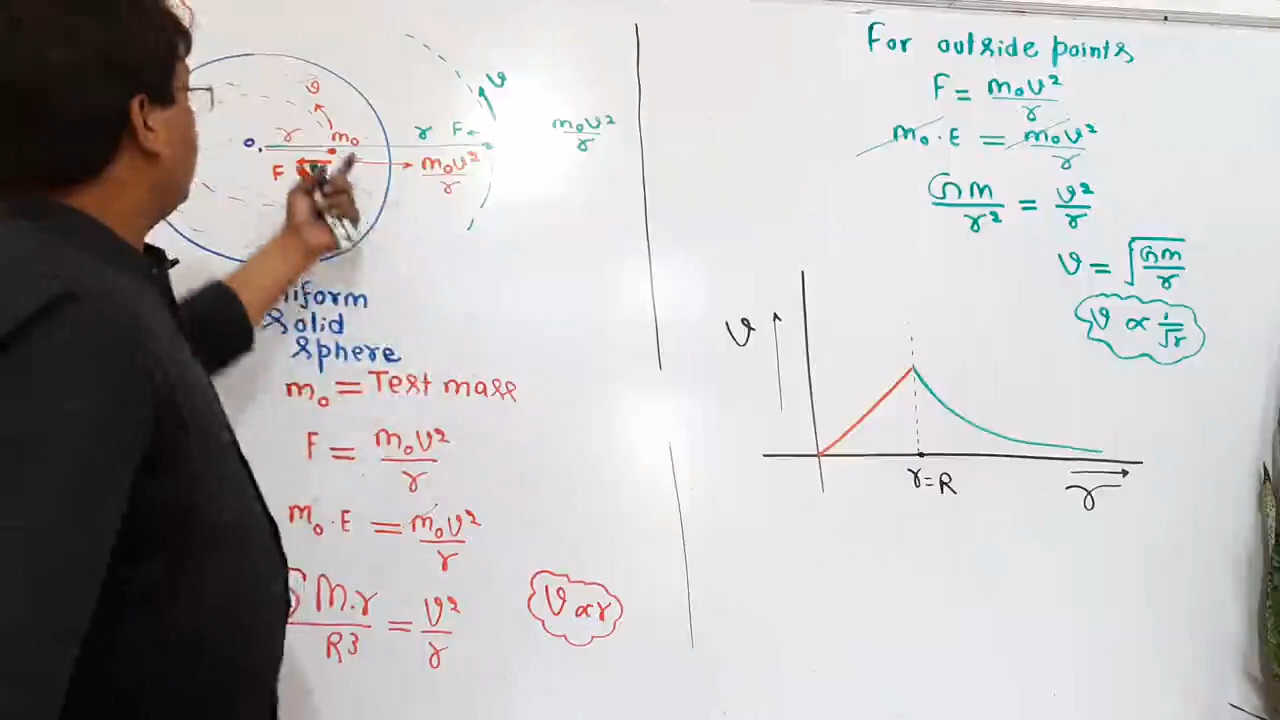 v
r
m₀
O
F
m₀v²/r
r
F
v
m₀v²/r
Solid
Sphere
m₀ = Test mass
F = m₀v²/r
m₀.E = m₀v²/r
M.r/R³ = v²/r
v ∝ r
For outside points
F = m₀v²/r
m₀.E = m₀v²/r
GM/r² = v²/r
v = √GM/r
v ∝ 1/√r
v
r=R
r